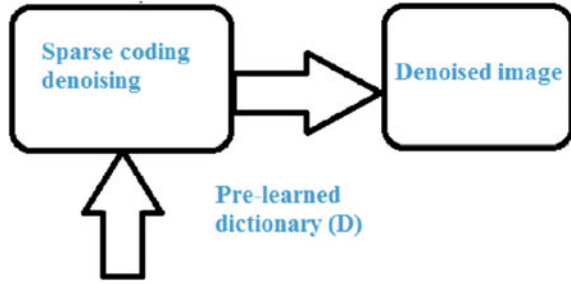 Sparse coding
denoising
Denoised image
Pre-learned
dictionary (D)